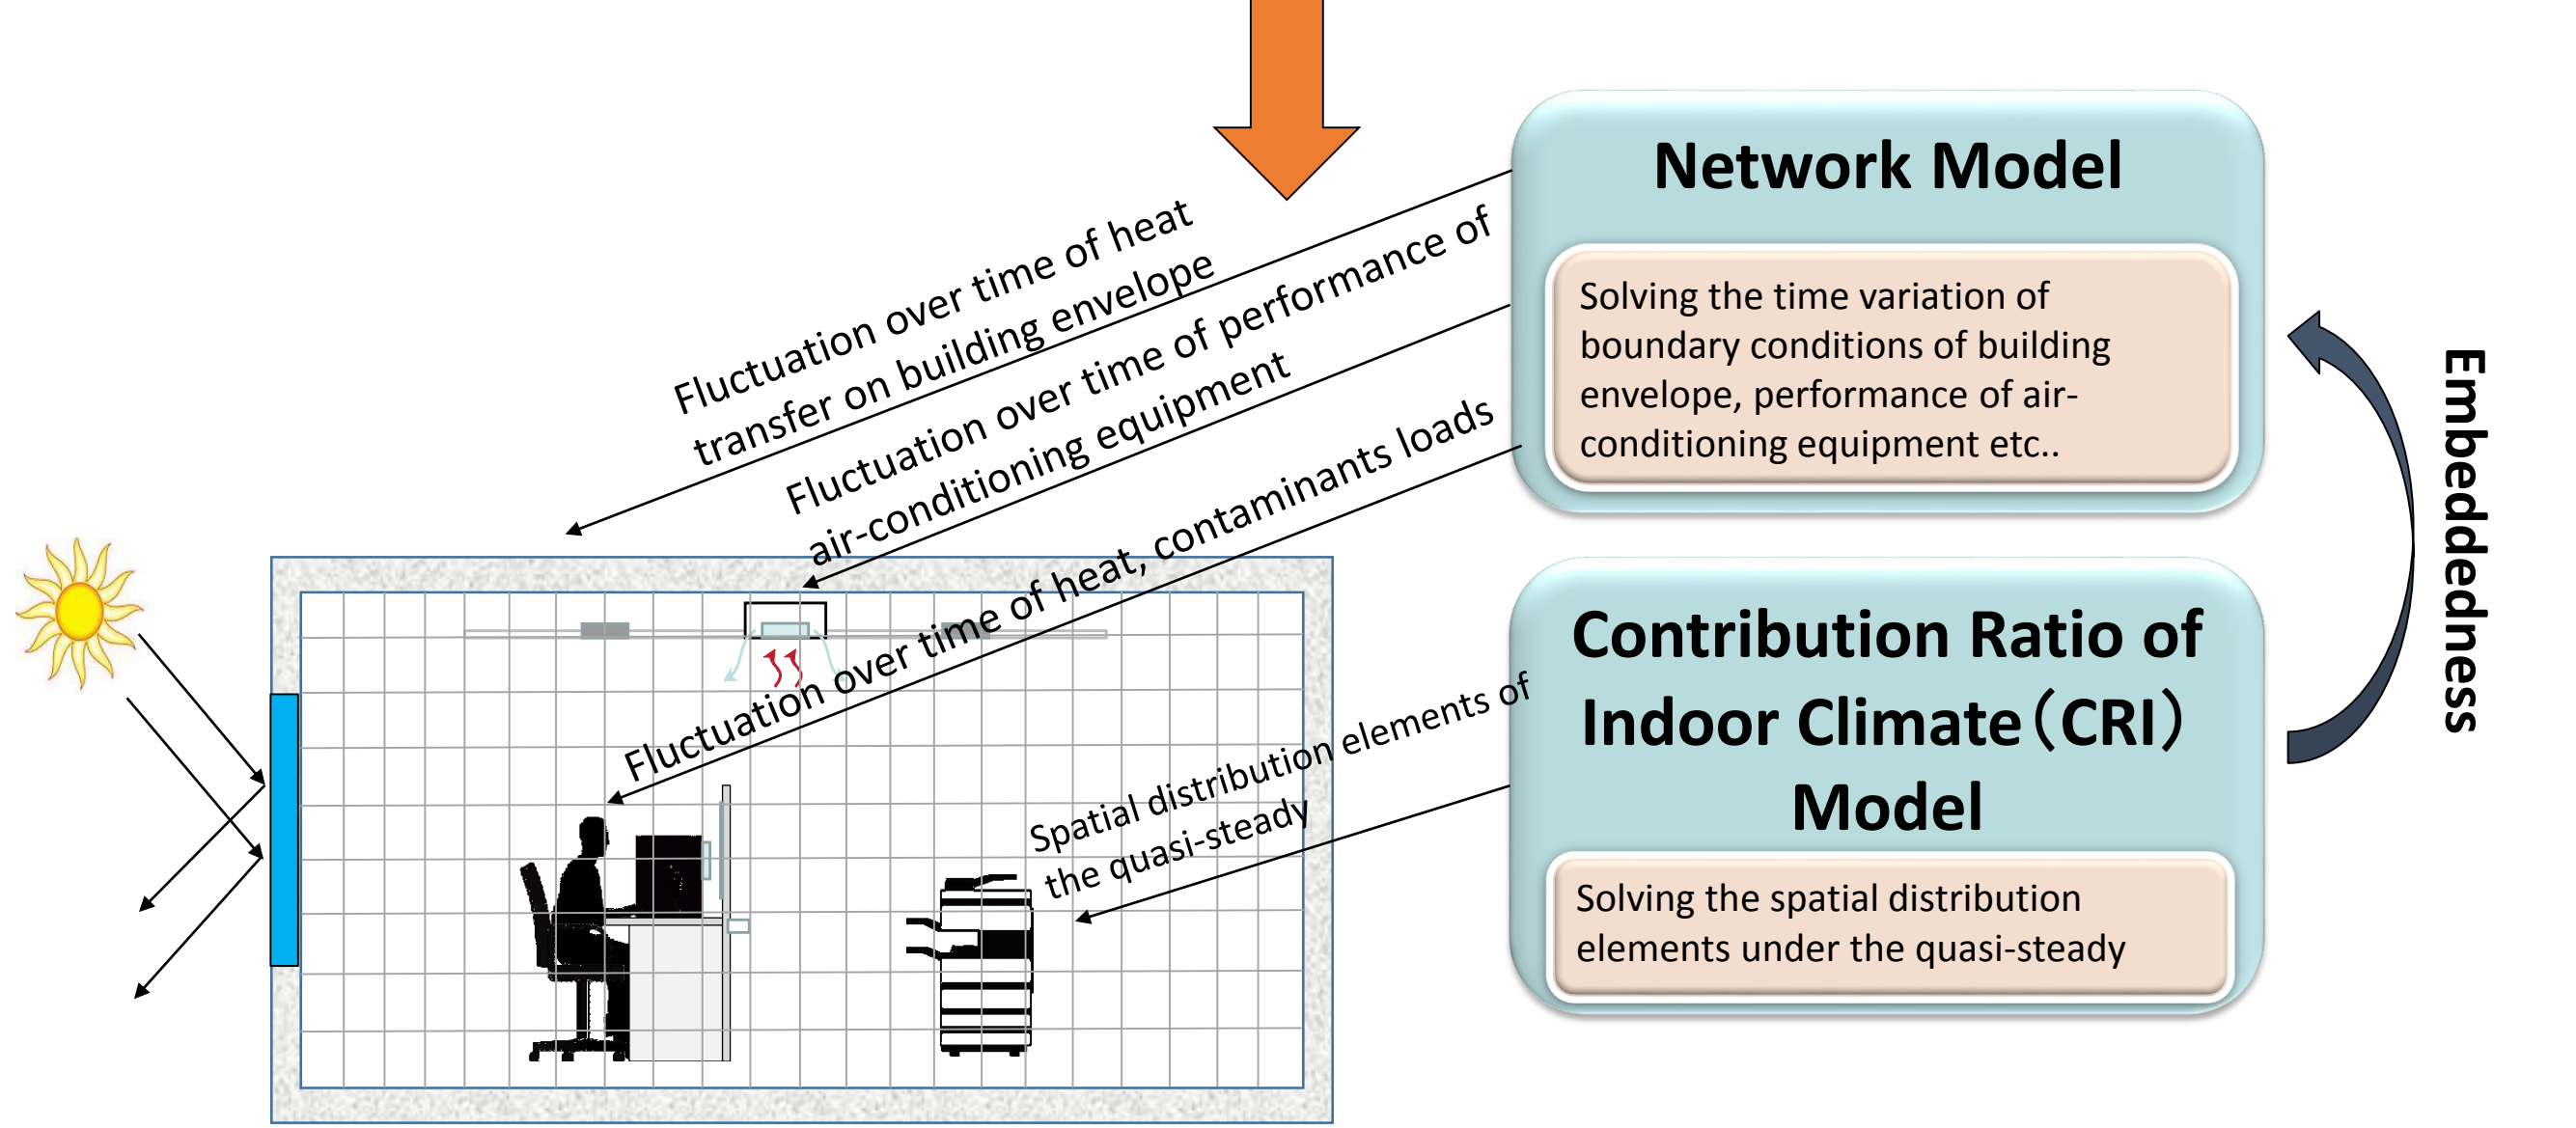 Network Model
Solving the time variation of
boundary conditions of building
envelope, performance of air-
conditioning equipment etc..
Fluctuation over time of heat
transfer on building envelope
Fluctuation over time of performance of
air-conditioning equipment
Fluctuation over time of heat, contaminants loads
Spatial distribution elements of
the quasi-steady
Contribution Ratio of
Indoor Climate（CRI）
Model
Solving the spatial distribution
elements under the quasi-steady
Embeddedness